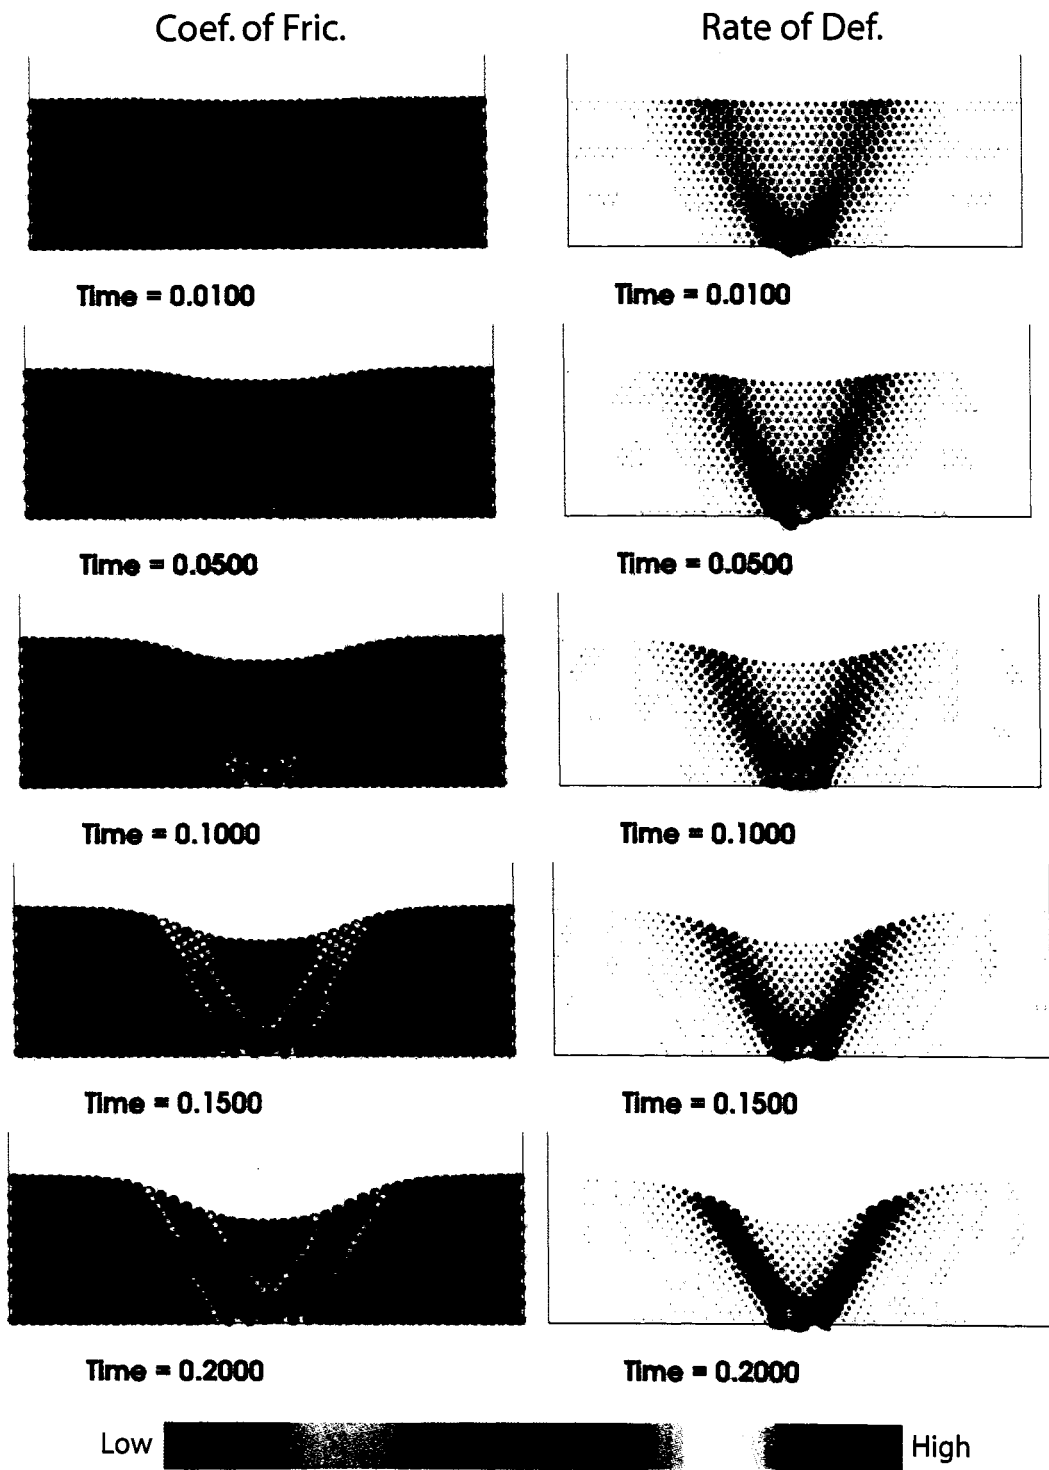 Coef. of Fric.
Rate of Def.
Time = 0.0100
Time = 0.0100
Time = 0.0500
Time = 0.0500
Time = 0.1000
Time = 0.1000
Time = 0.1500
Time = 0.1500
Time = 0.2000
Time = 0.2000
Low
High